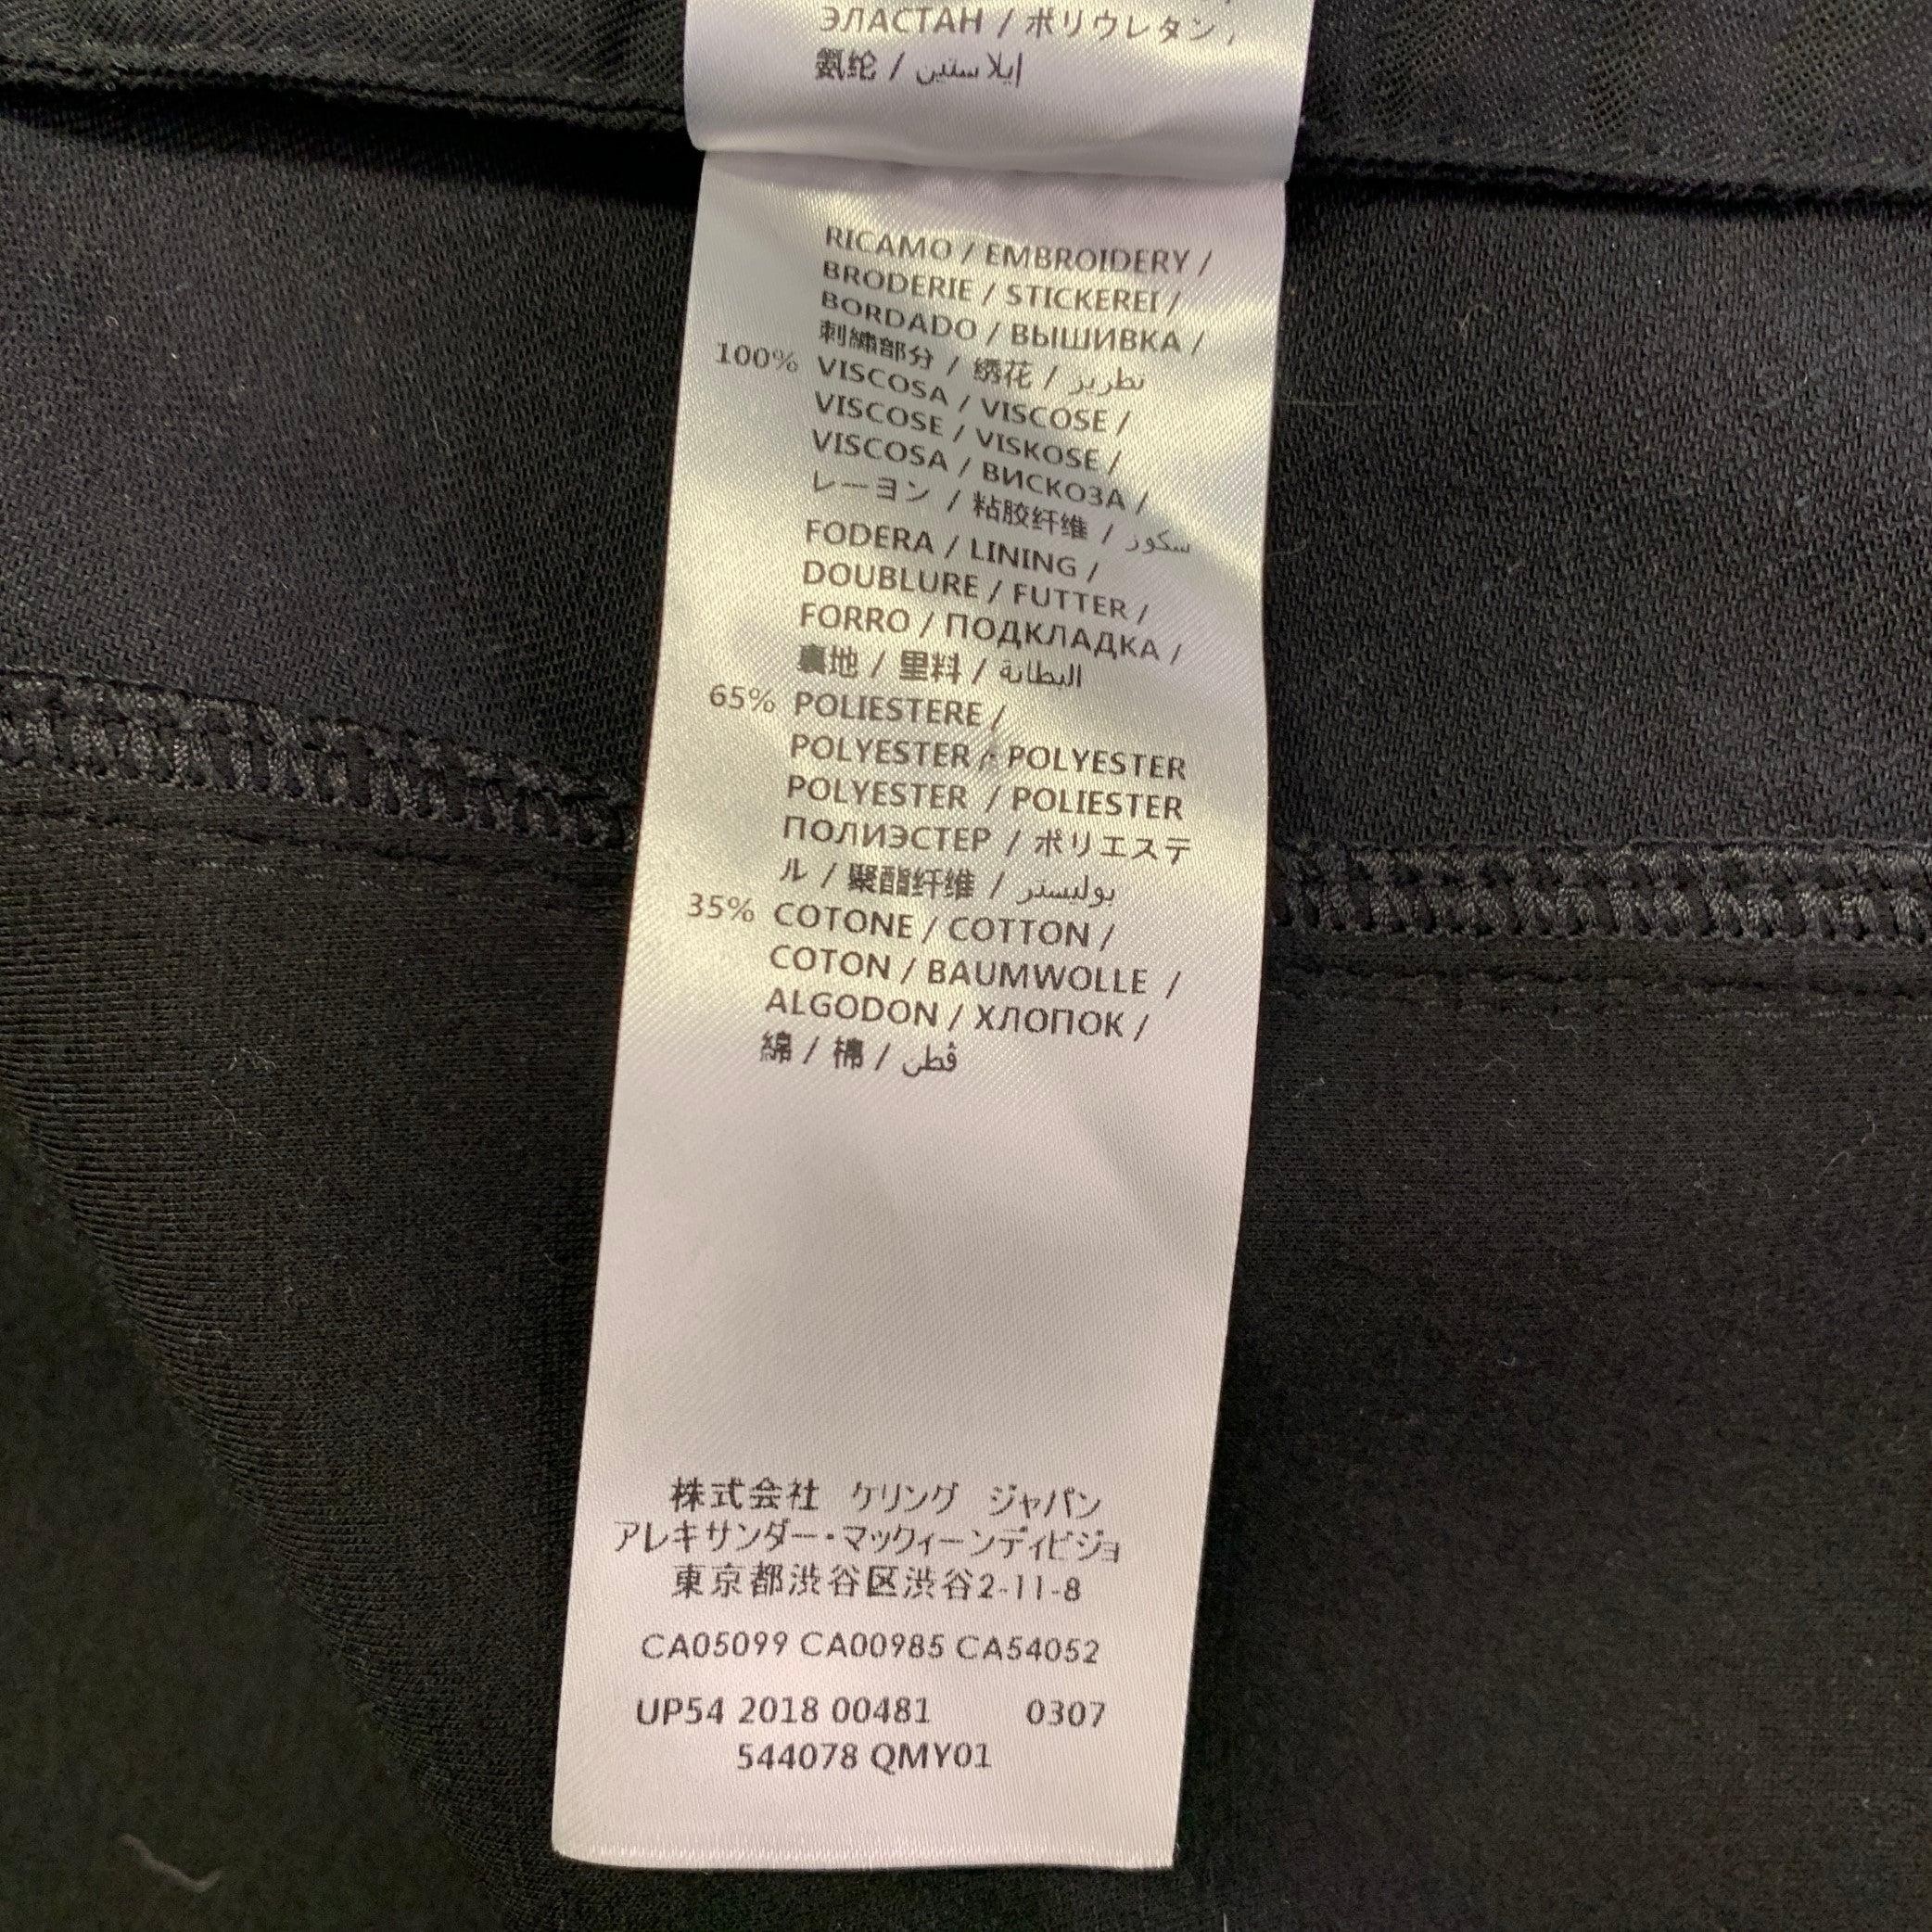 ЭЛАСТАН / ポリウレタン /
氨纶 / إيلاستين
RICAMO / EMBROIDERY /
BRODERIE / STICKEREI /
BORDADO / ВЫШИВКА /
刺繍部分 / 绣花 / تطريز
100% VISCOSA / VISCOSE /
VISCOSE / VISKOSE /
VISCOSA / ВИСКОЗА /
レーヨン / 粘胶纤维 / سكوز
FODERA / LINING /
DOUBLURE / FUTTER /
FORRO / ПОДКЛАДКА /
裏地 / 里料 / البطانة
65% POLIESTERE /
POLYESTER / POLYESTER
POLYESTER / POLIESTER
ПОЛИЭСТЕР / ポリエステ
ル / 聚酯纤维 / بوليستر
35% COTONE / COTTON /
COTON / BAUMWOLLE /
ALGODON / ХЛОПОК /
綿 / 棉 / قطن
株式会社 ケリング ジャパン
アレキサンダー・マックィーンディビジョ
東京都渋谷区渋谷2-11-8
CA05099 CA00985 CA54052
UP54 2018 00481 0307
544078 QMY01